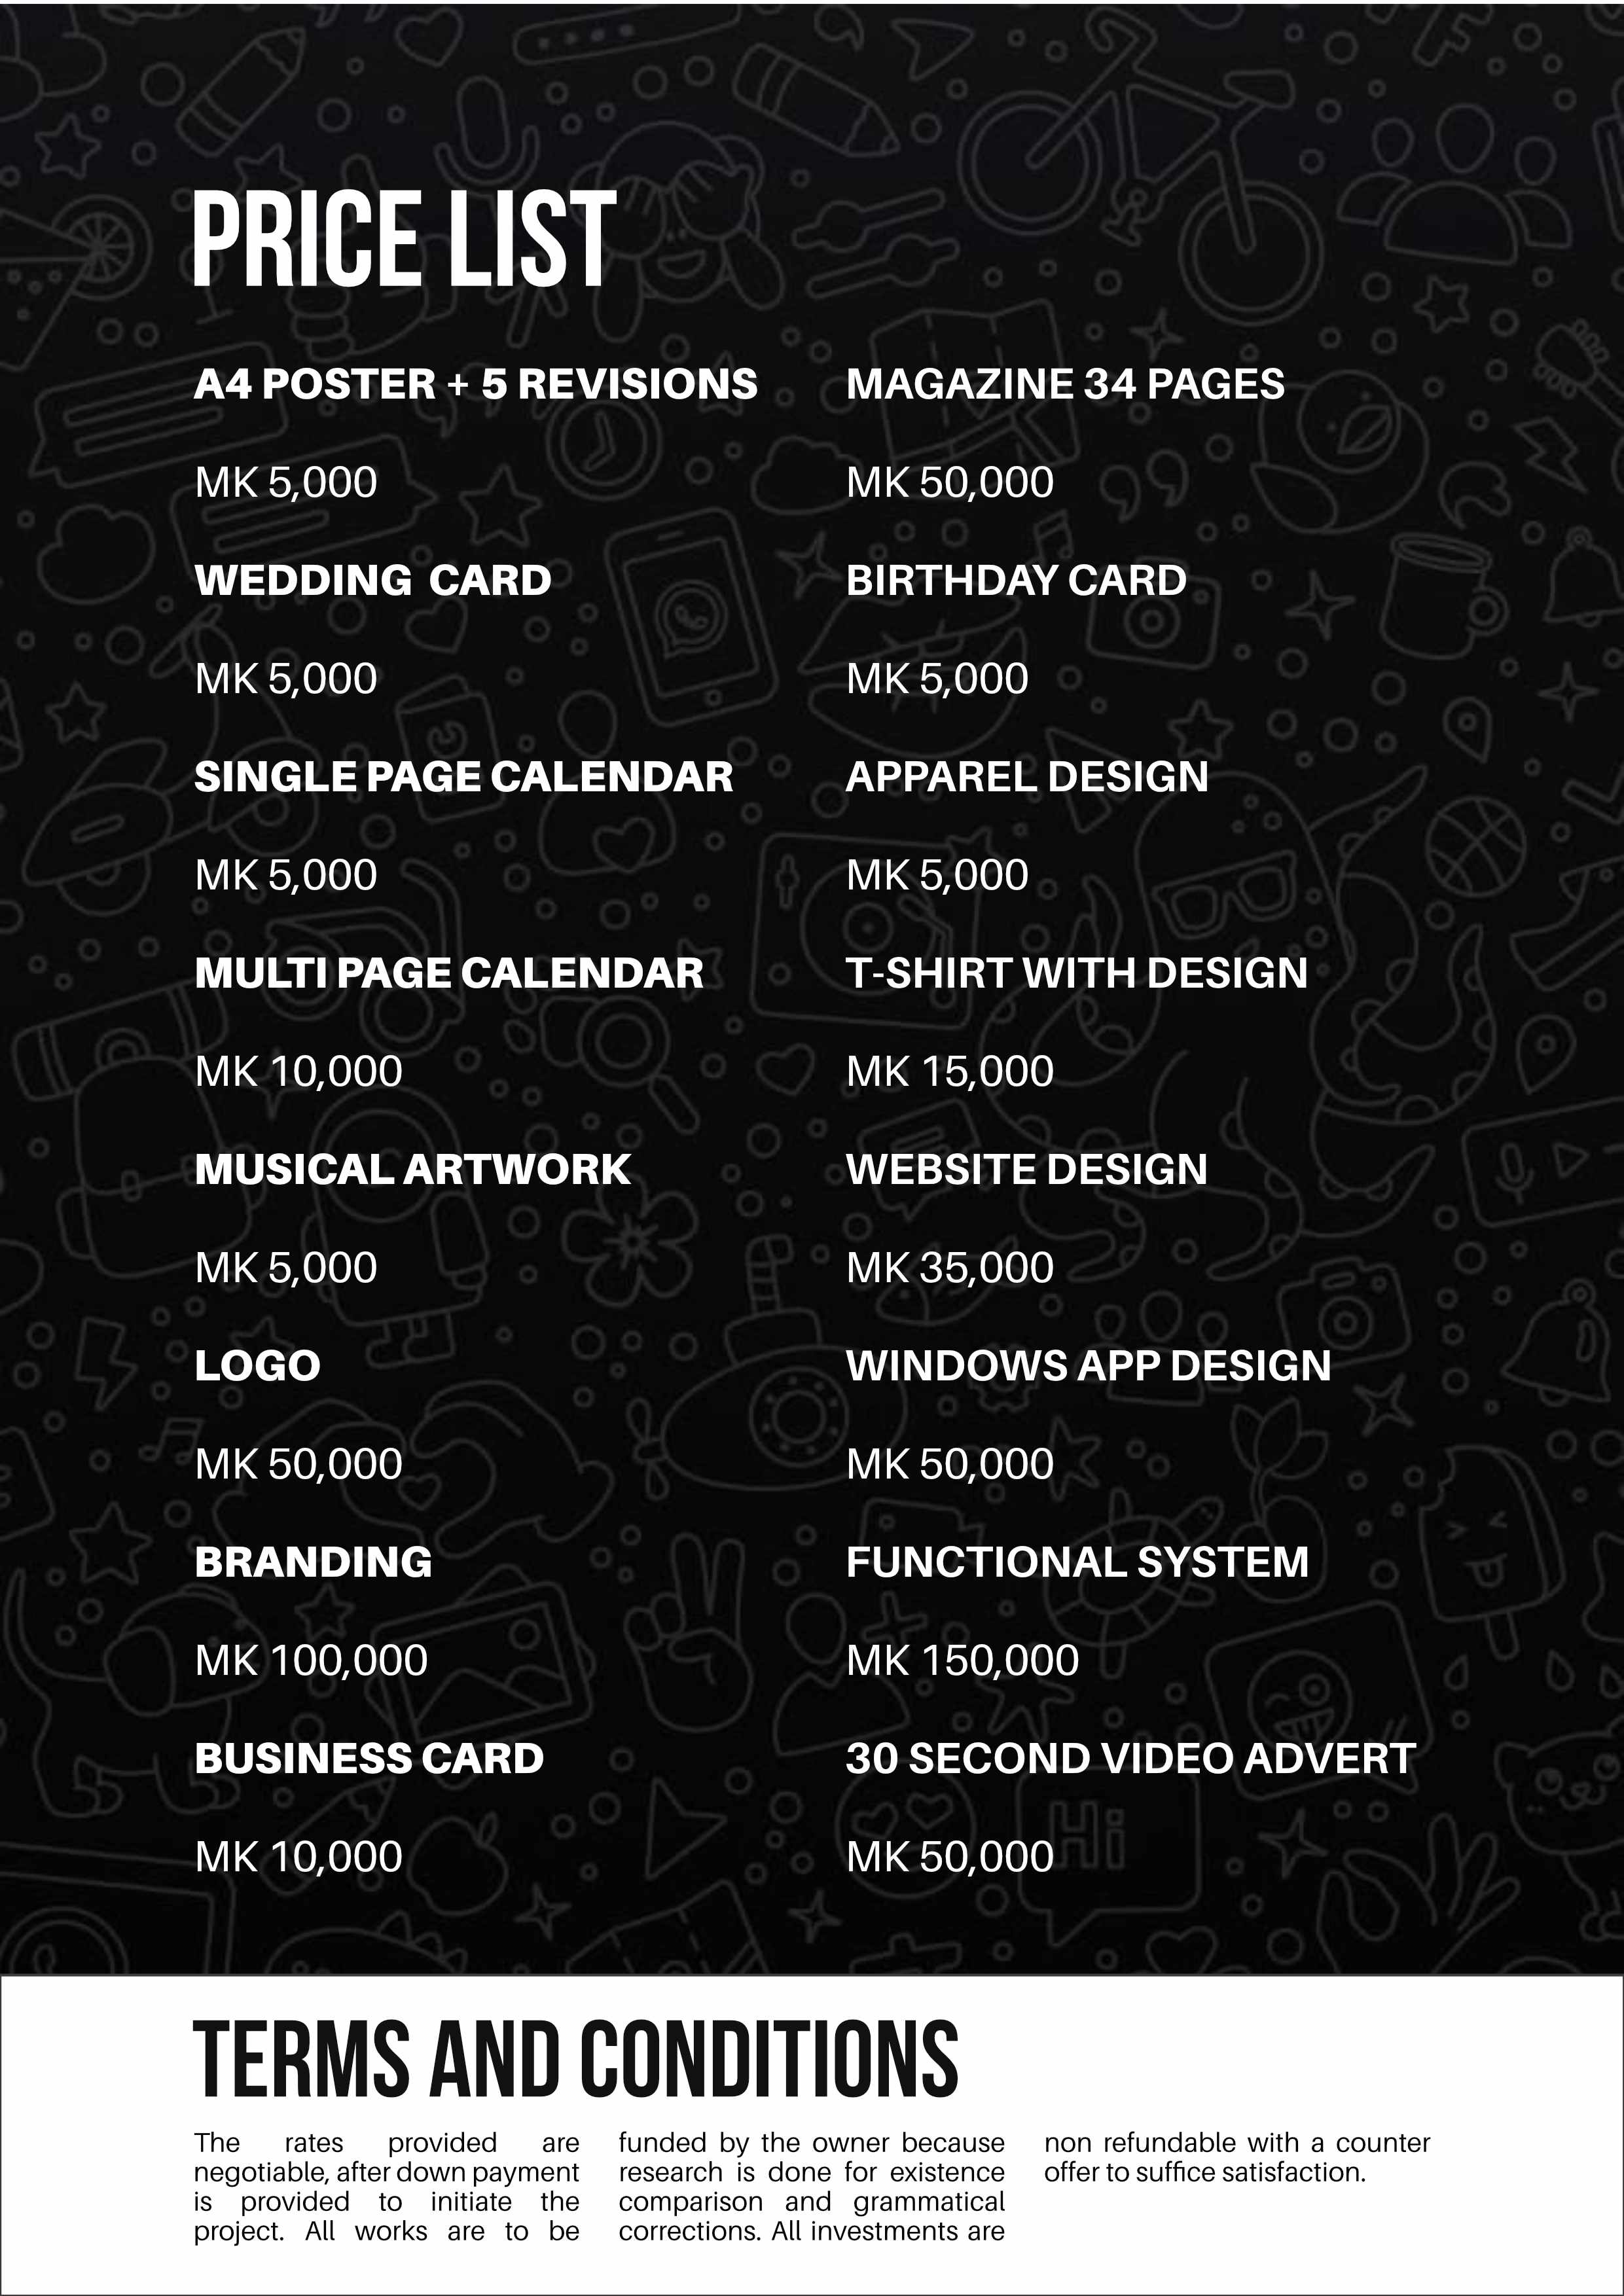 PRICE LIST
A4 POSTER + 5 REVISIONS
MK 5,000
WEDDING CARD
MK 5,000
SINGLE PAGE CALENDAR
MK 5,000
MULTI PAGE CALENDAR
MK 10,000
MUSICAL ARTWORK
MK 5,000
LOGO
MK 50,000
BRANDING
MK 100,000
BUSINESS CARD
MK 10,000
MAGAZINE 34 PAGES
MK 50,000
BIRTHDAY CARD
MK 5,000
APPAREL DESIGN
MK 5,000
T-SHIRT WITH DESIGN
MK 15,000
WEBSITE DESIGN
MK 35,000
WINDOWS APP DESIGN
MK 50,000
FUNCTIONAL SYSTEM
MK 150,000
30 SECOND VIDEO ADVERT
MK 50,000
Hi
TERMS AND CONDITIONS
The rates provided are
negotiable, after down payment
is provided to initiate the
project. All works are to be
funded by the owner because
research is done for existence
comparison and grammatical
corrections. All investments are
non refundable with a counter
offer to suffice satisfaction.